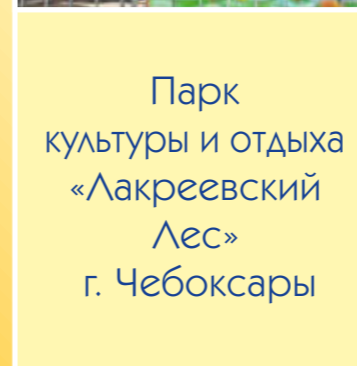 Парк
культуры и отдыха
«Лакреевский
Лес»
г. Чебоксары